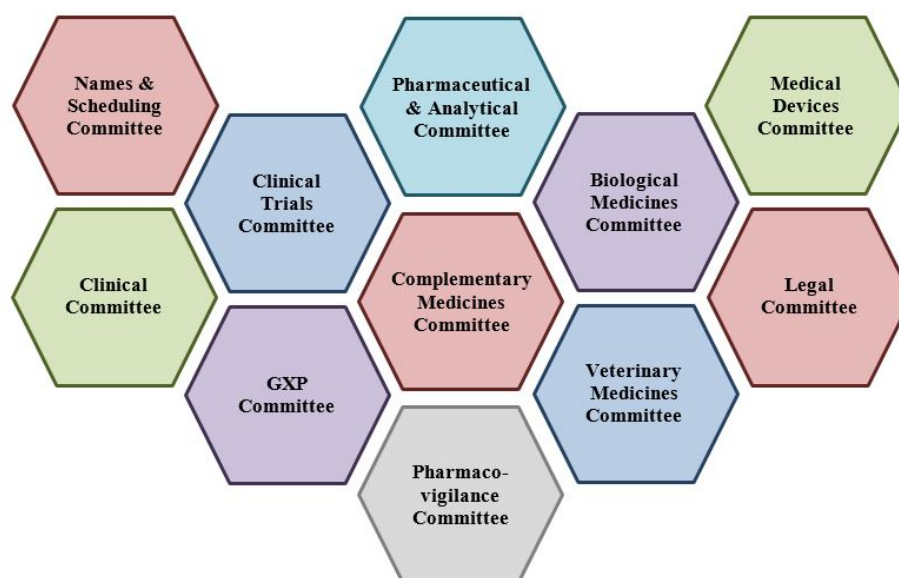 Names &
Scheduling
Committee
Pharmaceutical
& Analytical
Committee
Medical
Devices
Committee
Clinical
Trials
Committee
Biological
Medicines
Committee
Clinical
Committee
Complementary
Medicines
Committee
Legal
Committee
GXP
Committee
Veterinary
Medicines
Committee
Pharmaco-
vigilance
Committee